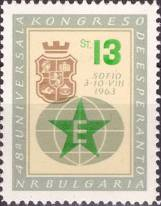 48a UNIVERSALA
KONGRESO
DE ESPERANTO
NR BULGARIA
ST. 13
SOFIO
3-10-VIII
1963
E